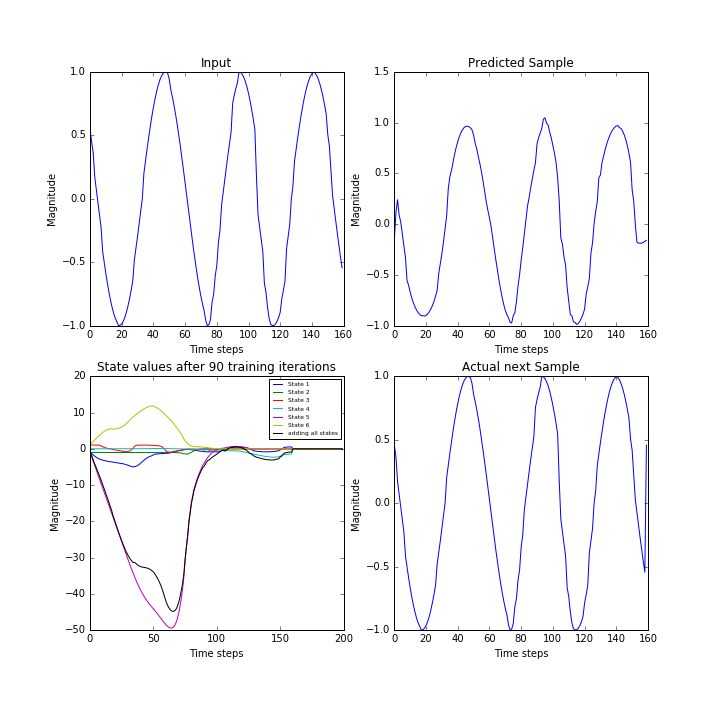 Input
1.0
0.5
0.0
−0.5
−1.0
0 20 40 60 80 100 120 140 160
Magnitude
Time steps
Predicted Sample
1.5
1.0
0.5
0.0
−0.5
−1.0
0 20 40 60 80 100 120 140 160
Magnitude
Time steps
State values after 90 training iterations
20
10
0
−10
−20
−30
−40
−50
0 50 100 150 200
Magnitude
Time steps
State 1
State 2
State 3
State 4
State 5
State 6
adding all states
Actual next Sample
1.0
0.5
0.0
−0.5
−1.0
0 20 40 60 80 100 120 140 160
Magnitude
Time steps